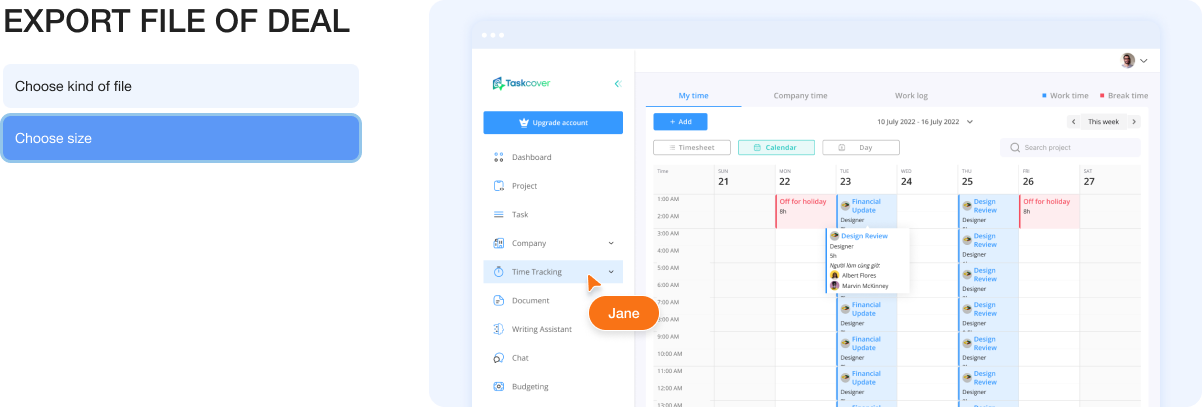 EXPORT FILE OF DEAL
Choose kind of file
Choose size
Taskcover
Upgrade account
Dashboard
Project
Task
Company
Time Tracking
Document
Writing Assistant
Chat
Budgeting
Jane
My time
Company time
Work log
Work time
Break time
+ Add
10 July 2022 - 16 July 2022
This week
Timesheet
Calendar
Day
Search project
Time
SUN
21
MON
22
TUE
23
WED
24
THU
25
FRI
26
SAT
27
1:00 AM
2:00 AM
3:00 AM
4:00 AM
5:00 AM
6:00 AM
7:00 AM
8:00 AM
9:00 AM
10:00 AM
11:00 AM
12:00 AM
13:00 AM
Off for holiday
8h
Financial
Update
Designer
Design Review
Designer
5h
Người làm cùng giờ:
Albert Flores
Marvin McKinney
Financial
Update
Designer
Financial
Update
Designer
Financial
Update
Designer
Design
Review
Designer
Design
Review
Designer
Design
Review
Designer
Design
Review
Designer
Design
Review
Designer
Design
Review
Designer
Off for holiday
8h